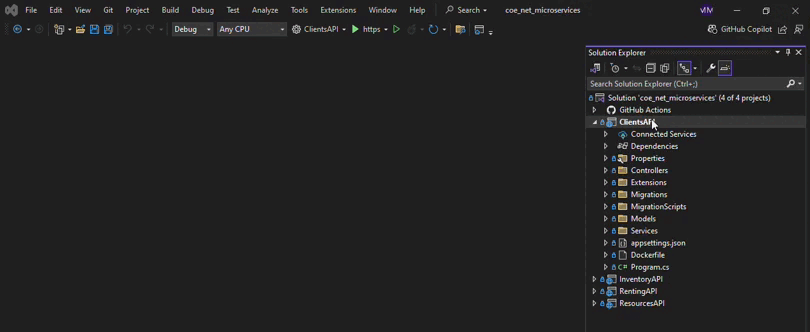 File Edit View Git Project Build Debug Test Analyze Tools Extensions Window Help Search coe_net_microservices
Debug Any CPU ClientsAPI https GitHub Copilot
Solution Explorer
Search Solution Explorer (Ctrl+;)
Solution 'coe_net_microservices' (4 of 4 projects)
GitHub Actions
ClientsAPI
Connected Services
Dependencies
Properties
Controllers
Extensions
Migrations
MigrationScripts
Models
Services
appsettings.json
Dockerfile
C# Program.cs
InventoryAPI
RentingAPI
ResourcesAPI